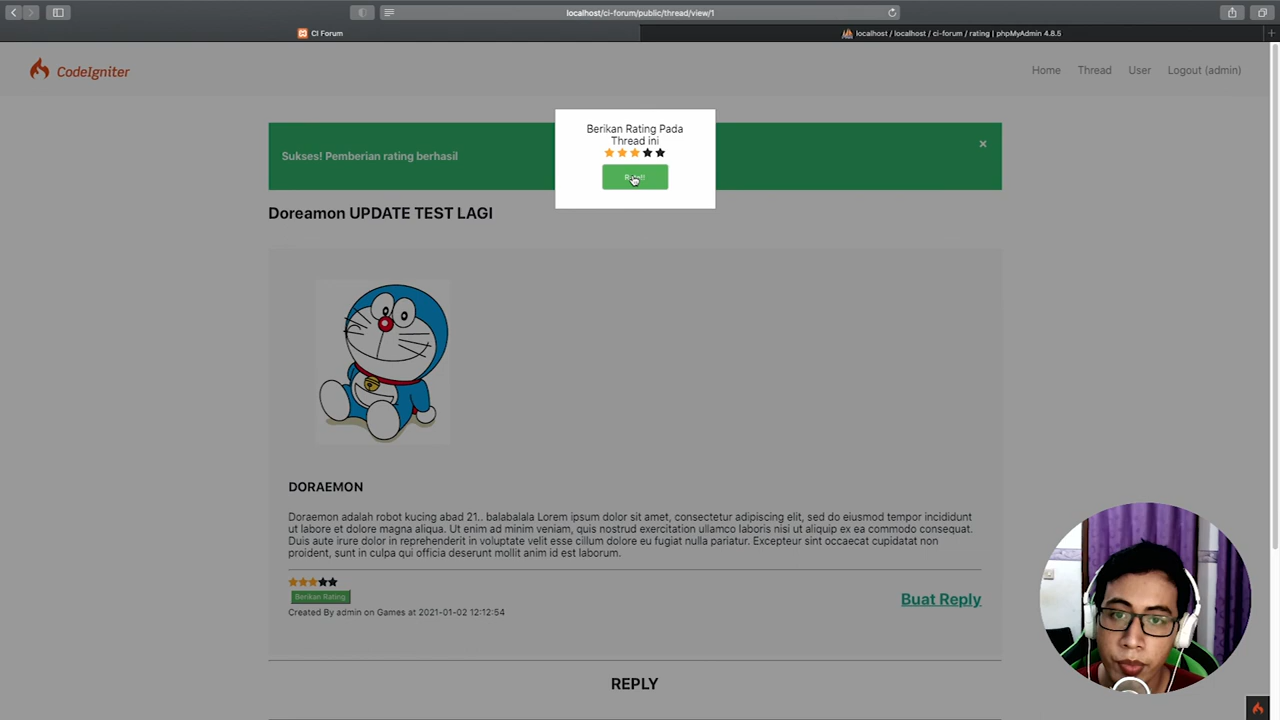 localhost/ci-forum/public/thread/view/1
CI Forum
localhost / localhost / ci-forum / rating | phpMyAdmin 4.8.5
CodeIgniter
Home
Thread
User
Logout (admin)
Berikan Rating Pada
Thread ini
Sukses! Pemberian rating berhasil
×
Doreamon UPDATE TEST LAGI
DORAEMON
Doraemon adalah robot kucing abad 21.. balabalala Lorem ipsum dolor sit amet, consectetur adipiscing elit, sed do eiusmod tempor incididunt
ut labore et dolore magna aliqua. Ut enim ad minim veniam, quis nostrud exercitation ullamco laboris nisi ut aliquip ex ea commodo consequat.
Duis aute irure dolor in reprehenderit in voluptate velit esse cillum dolore eu fugiat nulla pariatur. Excepteur sint occaecat cupidatat non
proident, sunt in culpa qui officia deserunt mollit anim id est laborum.
Berikan Rating
Created By admin on Games at 2021-01-02 12:12:54
Buat Reply
REPLY